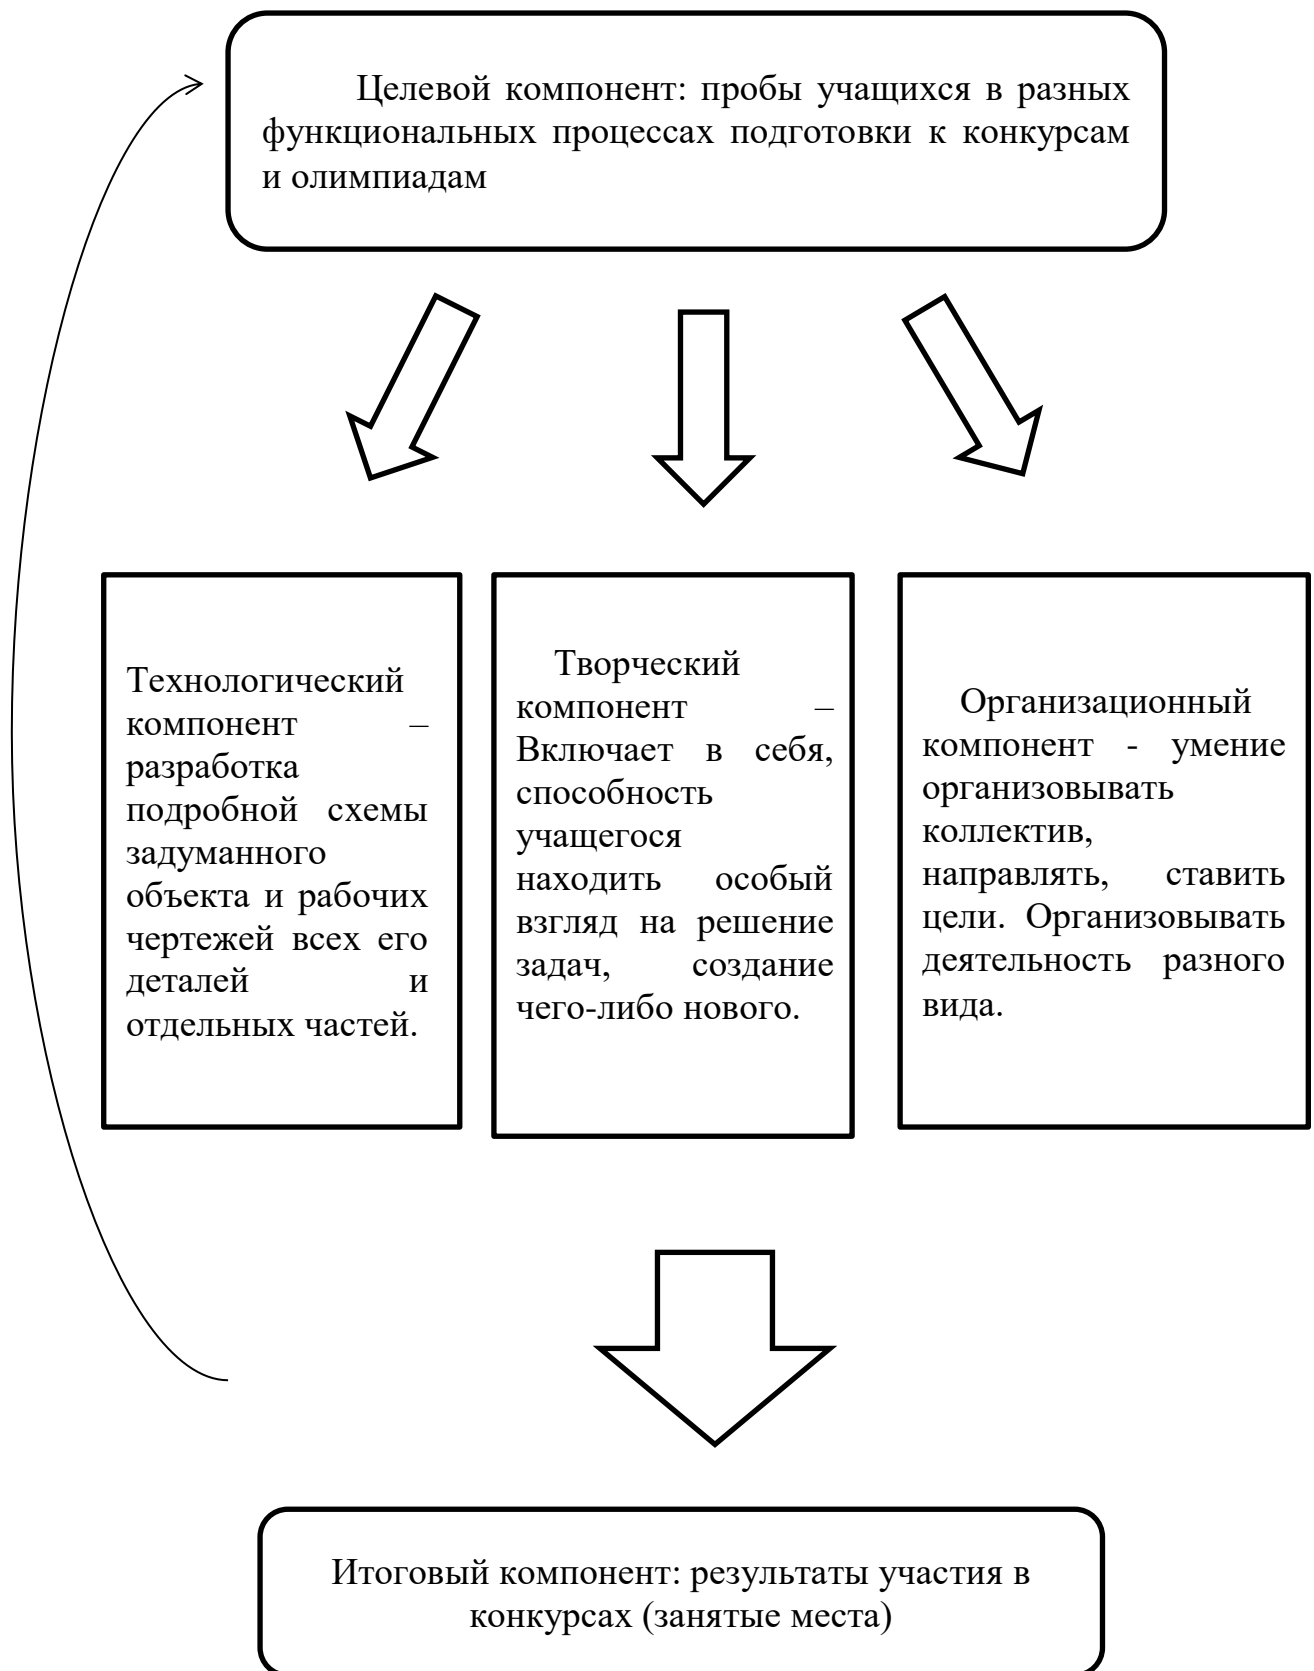 Целевой компонент: пробы учащихся в разных
функциональных процессах подготовки к конкурсам
и олимпиадам
Технологический
компонент –
разработка
подробной схемы
задуманного
объекта и рабочих
чертежей всех его
деталей и
отдельных частей.
Творческий
компонент –
Включает в себя,
способность
учащегося
находить особый
взгляд на решение
задач, создание
чего-либо нового.
Организационный
компонент - умение
организовывать
коллектив,
направлять, ставить
цели. Организовывать
деятельность разного
вида.
Итоговый компонент: результаты участия в
конкурсах (занятые места)